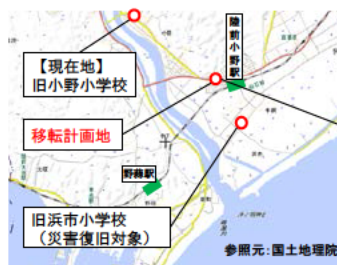 【現在地】
旧小野小学校
陸前小野駅
移転計画地
野蒜駅
旧浜市小学校
（災害復旧対象）
参照元：国土地理院